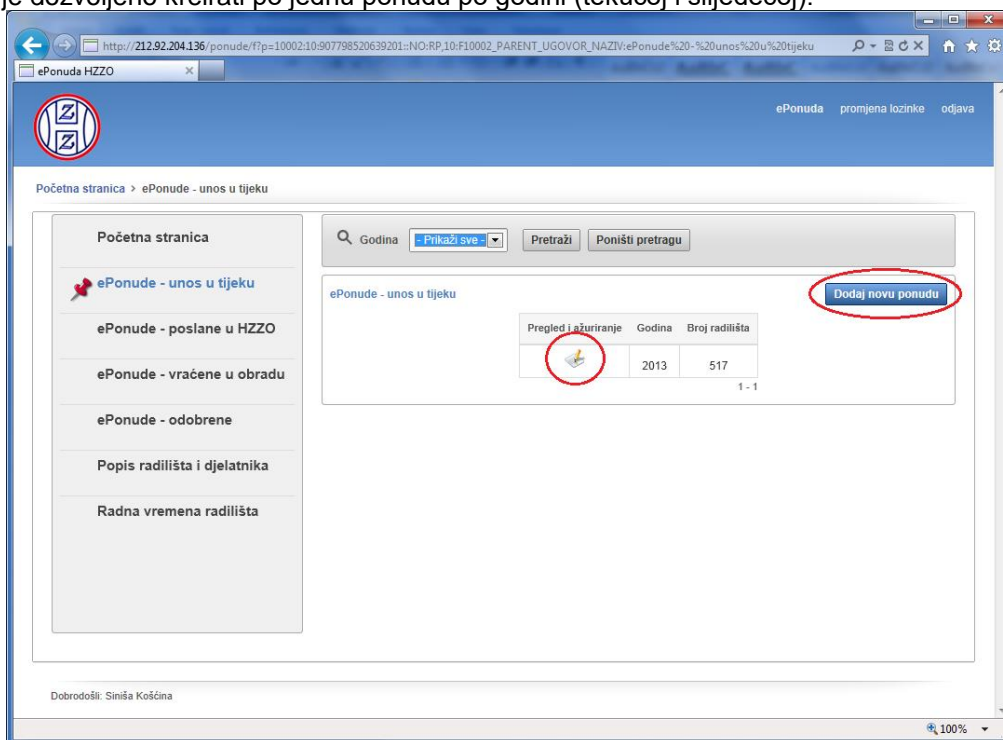 je dozvoljeno kreirati po jednu ponudu po godini (tekućoj i slijedećoj).
http://212.92.204.136/ponude/f?p=10002:10:907798520639201::NO:RP,10:F10002_PARENT_UGOVOR_NAZIV:ePonude%20-%20unos%20u%20tijeku
ePonuda HZZO
Z
Z
ePonuda promjena lozinke odjava
Početna stranica > ePonude - unos u tijeku
Početna stranica
ePonude - unos u tijeku
ePonude - poslane u HZZO
ePonude - vraćene u obradu
ePonude - odobrene
Popis radilišta i djelatnika
Radna vremena radilišta
Godina - Prikaži sve - Pretraži Poništi pretragu
ePonude - unos u tijeku Dodaj novu ponudu
Pregled i ažuriranje Godina Broj radilišta
2013 517
1 - 1
Dobrodošli: Siniša Košćina
100%